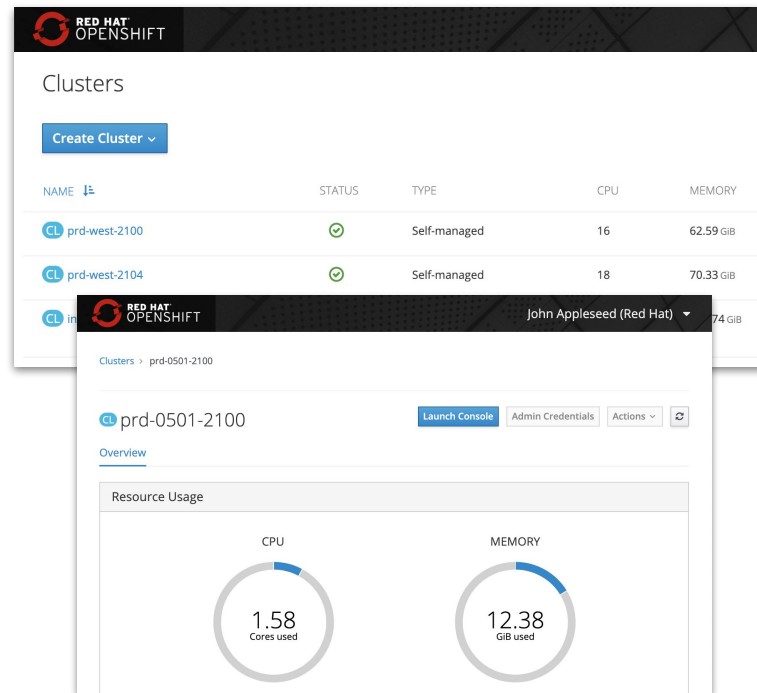 RED HAT®
OPENSHIFT
Clusters
Create Cluster
NAME STATUS TYPE CPU MEMORY
CL prd-west-2100 Self-managed 16 62.59 GiB
CL prd-west-2104 Self-managed 18 70.33 GiB
CL in 74 GiB
RED HAT®
OPENSHIFT
John Appleseed (Red Hat)
Clusters > prd-0501-2100
CL prd-0501-2100
Launch Console Admin Credentials Actions
Overview
Resource Usage
CPU MEMORY
1.58 12.38
Cores used GiB used